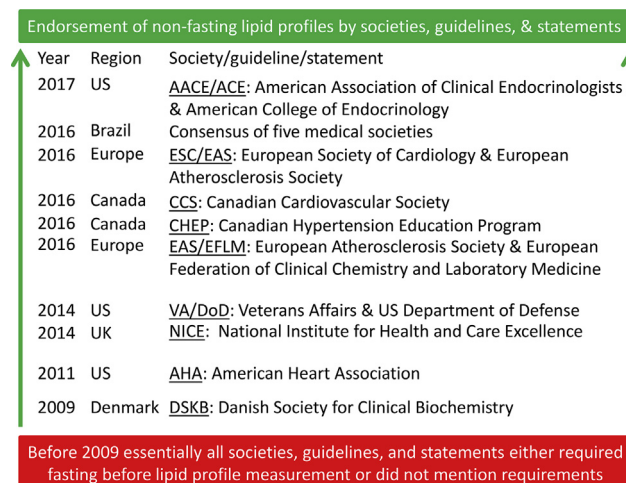 Endorsement of non-fasting lipid profiles by societies, guidelines, & statements
Year Region Society/guideline/statement
2017 US AACE/ACE: American Association of Clinical Endocrinologists
& American College of Endocrinology
2016 Brazil Consensus of five medical societies
2016 Europe ESC/EAS: European Society of Cardiology & European
Atherosclerosis Society
2016 Canada CCS: Canadian Cardiovascular Society
2016 Canada CHEP: Canadian Hypertension Education Program
2016 Europe EAS/EFLM: European Atherosclerosis Society & European
Federation of Clinical Chemistry and Laboratory Medicine
2014 US VA/DoD: Veterans Affairs & US Department of Defense
2014 UK NICE: National Institute for Health and Care Excellence
2011 US AHA: American Heart Association
2009 Denmark DSKB: Danish Society for Clinical Biochemistry
Before 2009 essentially all societies, guidelines, and statements either required
fasting before lipid profile measurement or did not mention requirements